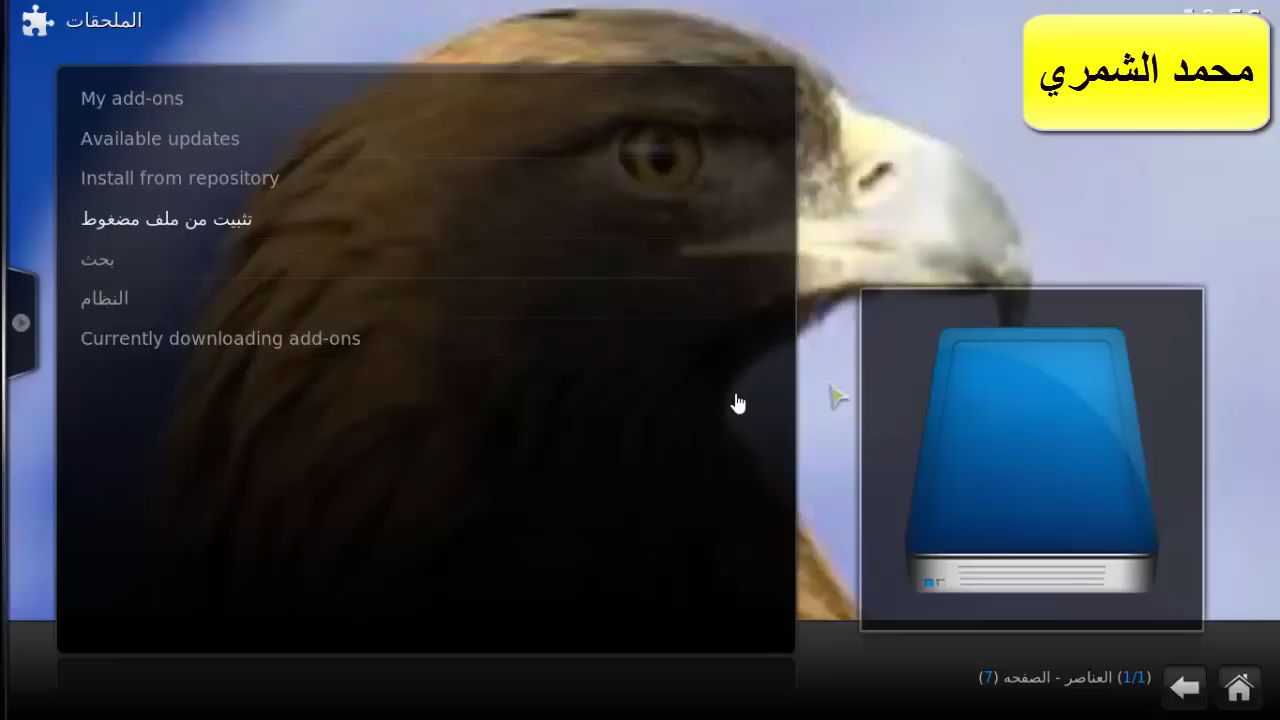 الملحقات
محمد الشمري
My add-ons
Available updates
Install from repository
تثبيت من ملف مضغوط
بحث
النظام
Currently downloading add-ons
(7) العناصر - الصفحه (1/1)